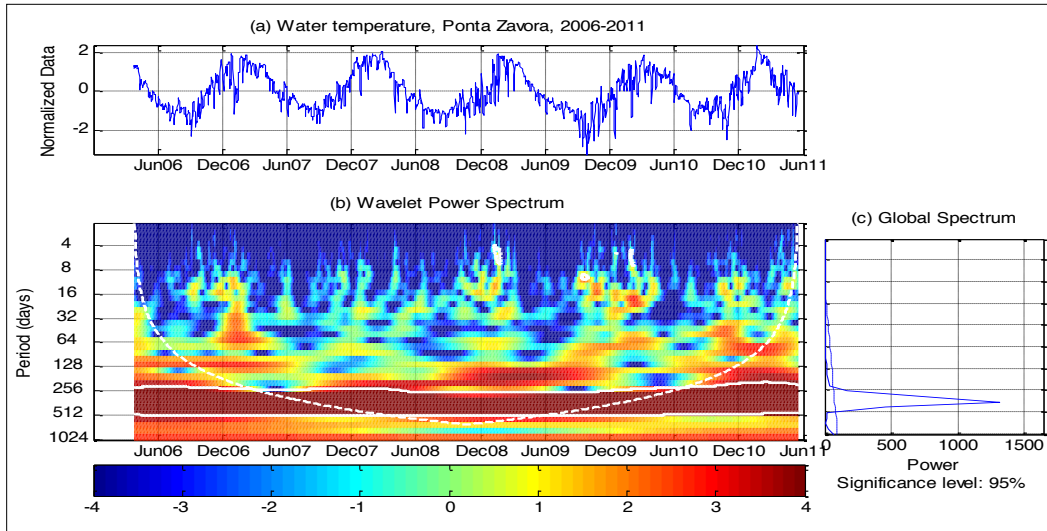 (a) Water temperature, Ponta Zavora, 2006-2011
Normalized Data
2
0
-2
Jun06 Dec06 Jun07 Dec07 Jun08 Dec08 Jun09 Dec09 Jun10 Dec10 Jun11
(b) Wavelet Power Spectrum
Period (days)
4
8
16
32
64
128
256
512
1024
Jun06 Dec06 Jun07 Dec07 Jun08 Dec08 Jun09 Dec09 Jun10 Dec10 Jun11
-4 -3 -2 -1 0 1 2 3 4
(c) Global Spectrum
0 500 1000 1500
Power
Significance level: 95%